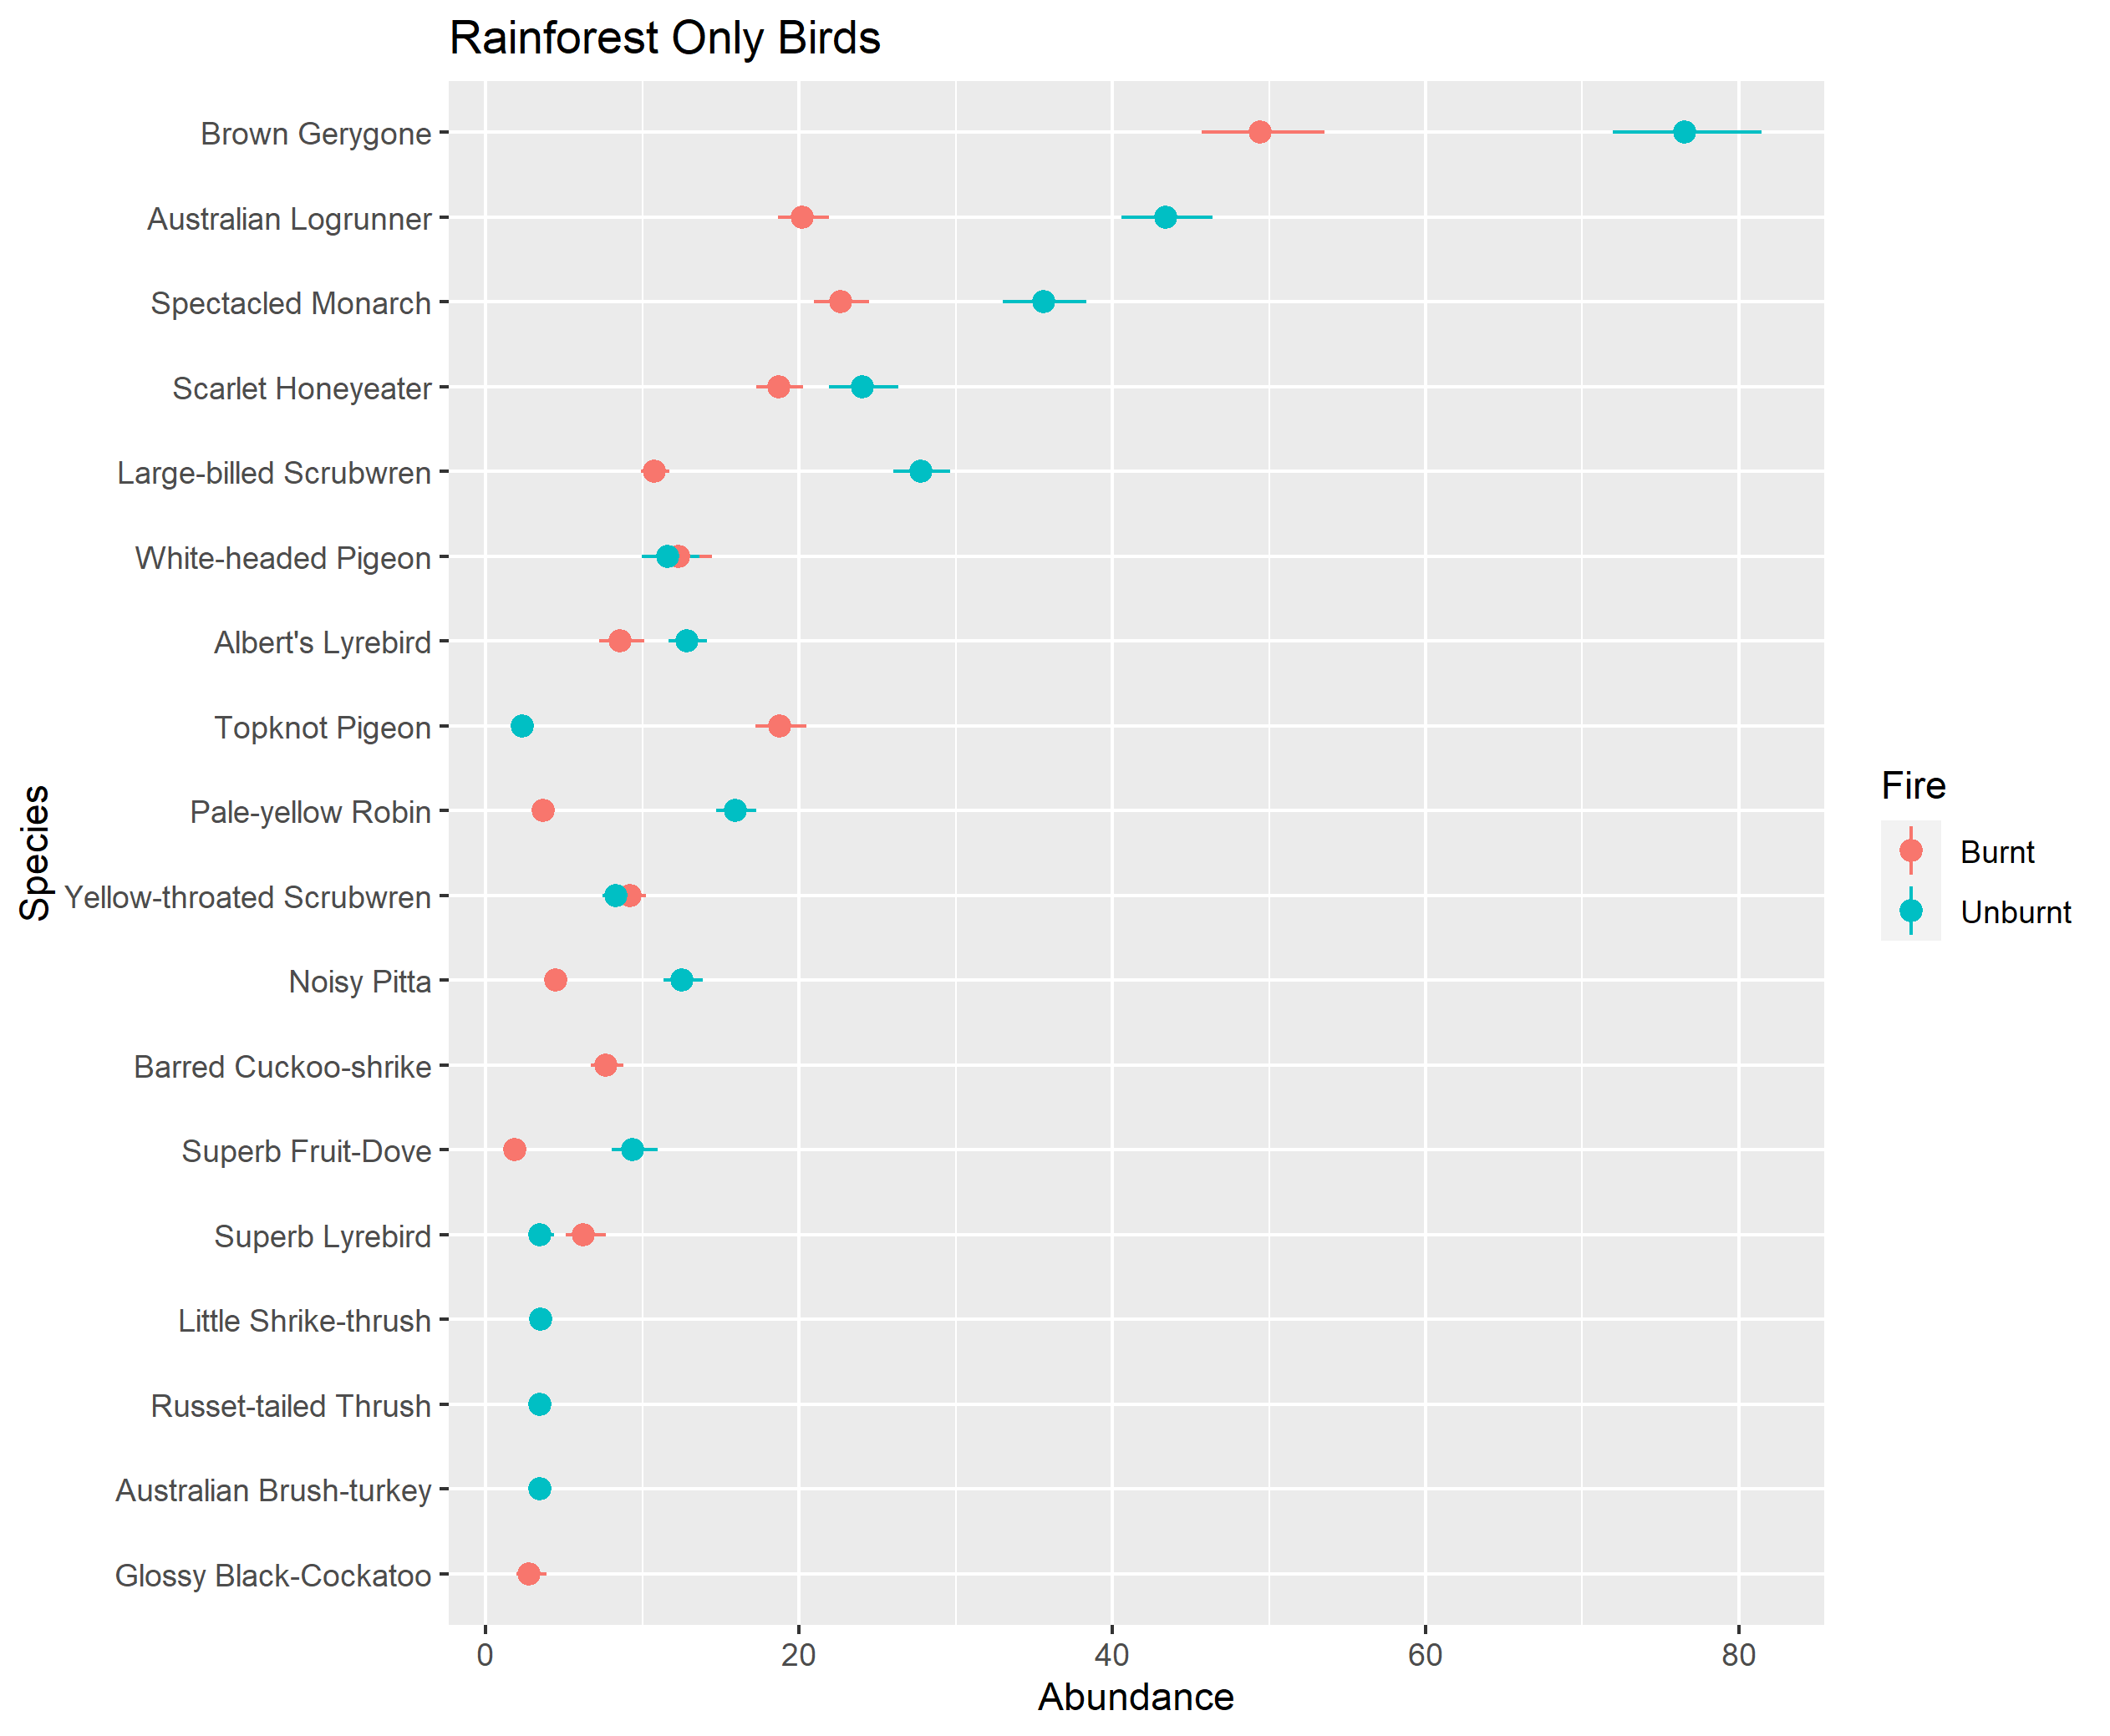 Rainforest Only Birds
Species
Brown Gerygone
Australian Logrunner
Spectacled Monarch
Scarlet Honeyeater
Large-billed Scrubwren
White-headed Pigeon
Albert's Lyrebird
Topknot Pigeon
Pale-yellow Robin
Yellow-throated Scrubwren
Noisy Pitta
Barred Cuckoo-shrike
Superb Fruit-Dove
Superb Lyrebird
Little Shrike-thrush
Russet-tailed Thrush
Australian Brush-turkey
Glossy Black-Cockatoo
0 20 40 60 80
Abundance
Fire
Burnt
Unburnt